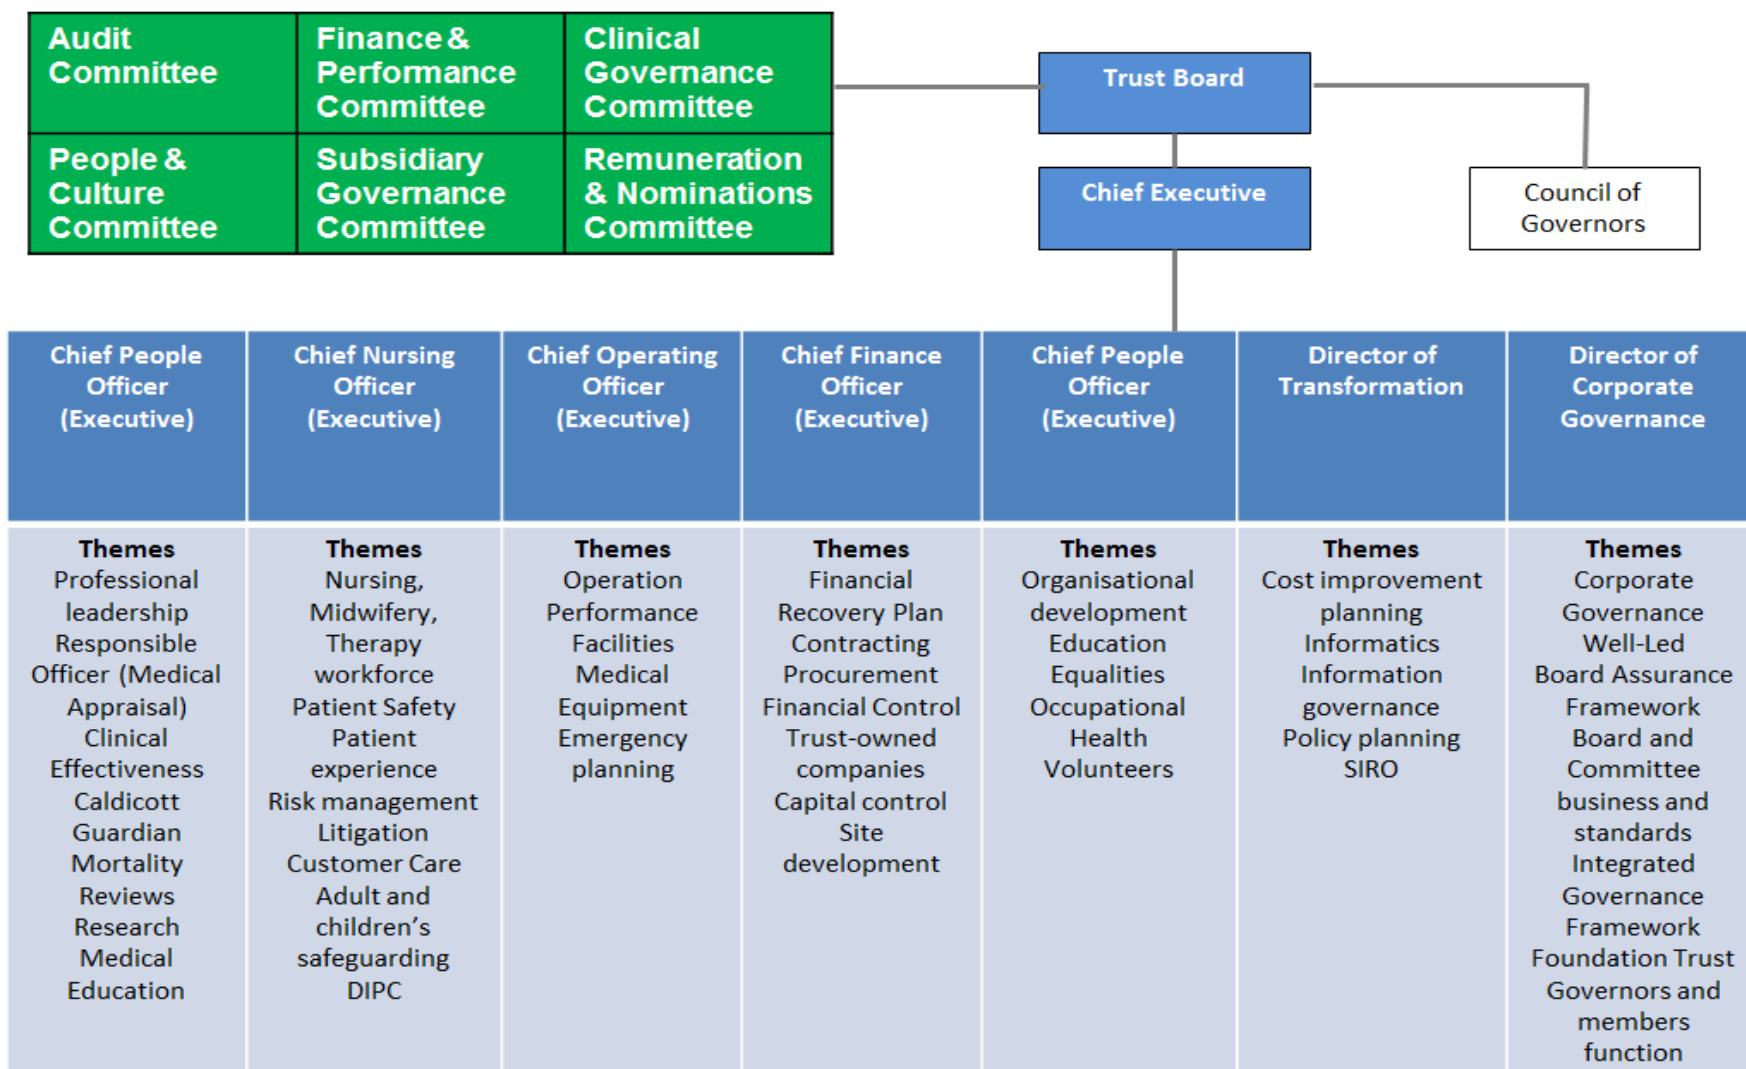 Audit
Committee
Finance &
Performance
Committee
Clinical
Governance
Committee
People &
Culture
Committee
Subsidiary
Governance
Committee
Remuneration
& Nominations
Committee
Trust Board
Chief Executive
Council of
Governors
Chief People
Officer
(Executive)
Chief Nursing
Officer
(Executive)
Chief Operating
Officer
(Executive)
Chief Finance
Officer
(Executive)
Chief People
Officer
(Executive)
Director of
Transformation
Director of
Corporate
Governance
Themes
Professional
leadership
Responsible
Officer (Medical
Appraisal)
Clinical
Effectiveness
Caldicott
Guardian
Mortality
Reviews
Research
Medical
Education
Themes
Nursing,
Midwifery,
Therapy
workforce
Patient Safety
Patient
experience
Risk management
Litigation
Customer Care
Adult and
children’s
safeguarding
DIPC
Themes
Operation
Performance
Facilities
Medical
Equipment
Emergency
planning
Themes
Financial
Recovery Plan
Contracting
Procurement
Financial Control
Trust-owned
companies
Capital control
Site
development
Themes
Organisational
development
Education
Equalities
Occupational
Health
Volunteers
Themes
Cost improvement
planning
Informatics
Information
governance
Policy planning
SIRO
Themes
Corporate
Governance
Well-Led
Board Assurance
Framework
Board and
Committee
business and
standards
Integrated
Governance
Framework
Foundation Trust
Governors and
members
function